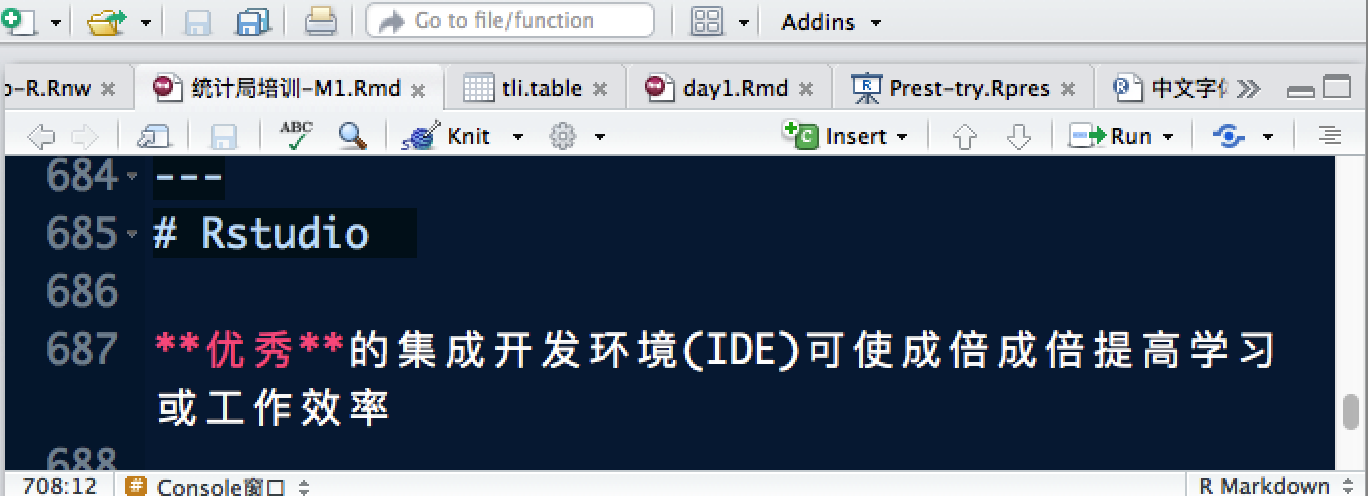 Go to file/function Addins
-R.Rnw 统计局培训-M1.Rmd tli.table day1.Rmd Prest-try.Rpres 中文字
ABC Knit Insert Run
684 ---
685 # Rstudio
686
687 **优秀**的集成开发环境(IDE)可使成倍成倍提高学习
或工作效率
688
708:12 # Console窗口 R Markdown